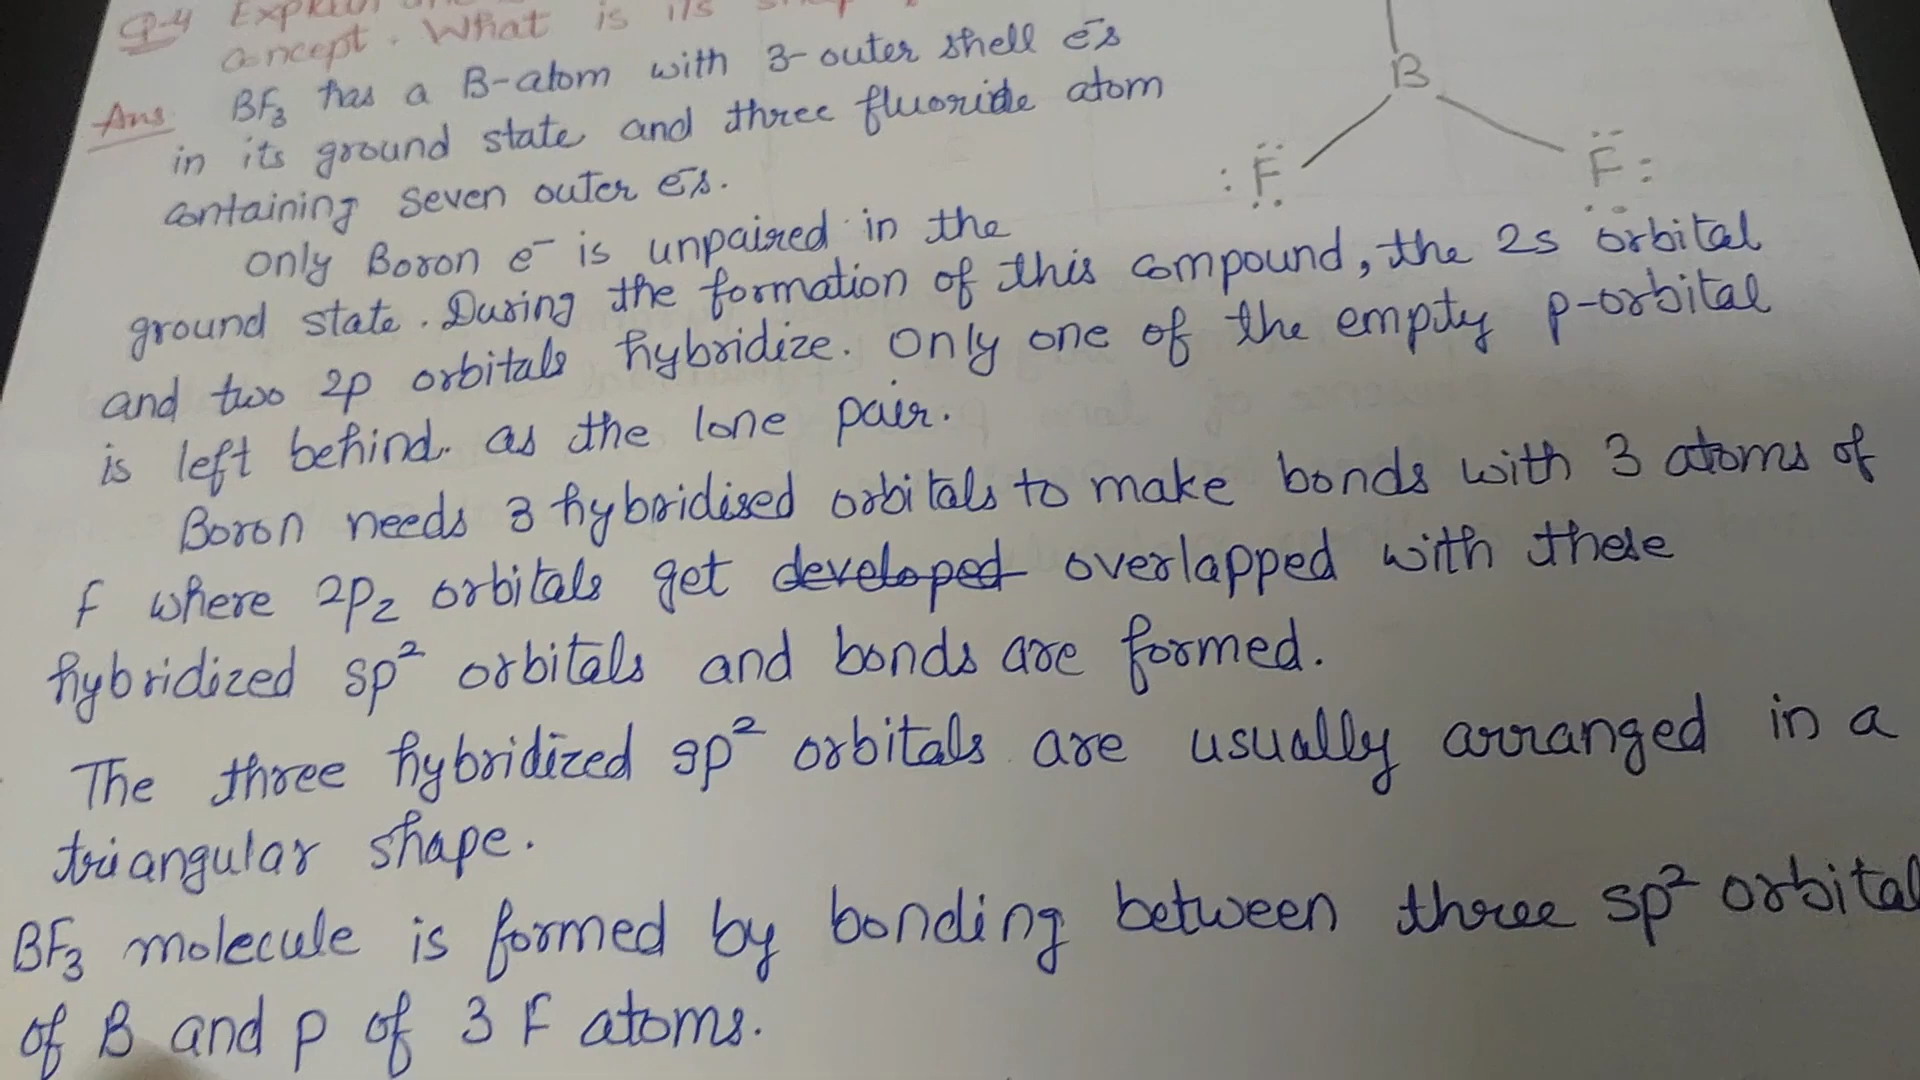 Q-4
concept. What is its
B
Ans BF₃ has a B-atom with 3-outer shell e⁻s
in its ground state and three fluoride atom
:F F:
containing seven outer e⁻s.
only Boron e⁻ is unpaired in the
ground state. During the formation of this compound, the 2s orbital
and two 2p orbitals hybridize. Only one of the empty p-orbital
is left behind. as the lone pair.
Boron needs 3 hybridised orbitals to make bonds with 3 atoms of
F where 2p₂ orbitals get developed overlapped with these
hybridized sp² orbitals and bonds are formed.
The three hybridized sp² orbitals are usually arranged in a
triangular shape.
BF₃ molecule is formed by bonding between three sp² orbital
of B and p of 3 F atoms.